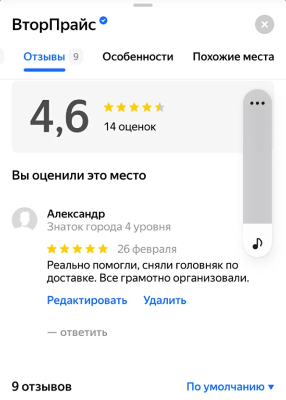 ВторПрайс
Отзывы 9 Особенности Похожие места
4,6
14 оценок
Вы оценили это место
Александр
Знаток города 4 уровня
26 февраля
Реально помогли, сняли головняк по
доставке. Все грамотно организовали.
Редактировать Удалить
— ответить
9 отзывов По умолчанию